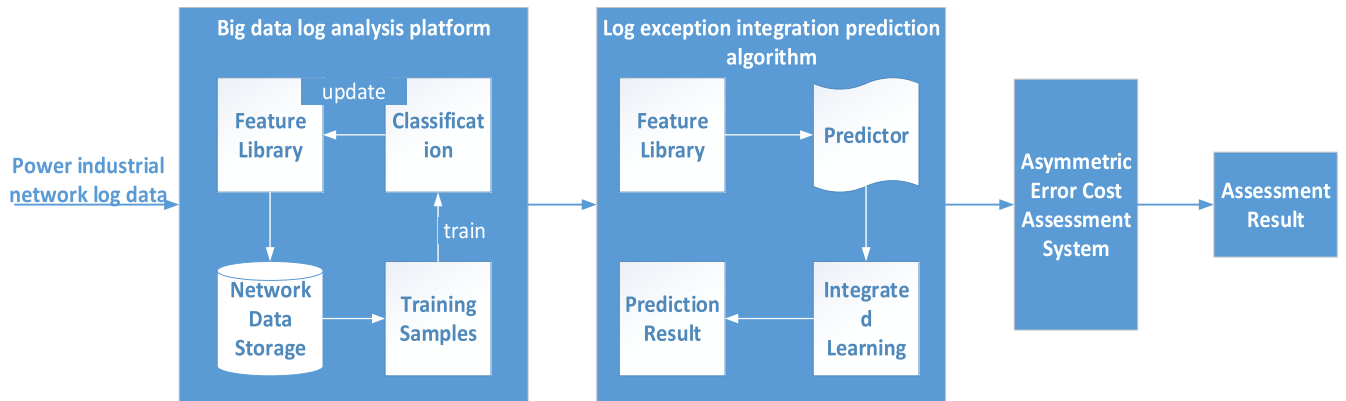 Power industrial
network log data
Big data log analysis platform
update
Feature
Library
Classificat
ion
train
Network
Data
Storage
Training
Samples
Log exception integration prediction
algorithm
Feature
Library
Predictor
Prediction
Result
Integrate
d
Learning
Asymmetric
Error Cost
Assessment
System
Assessment
Result